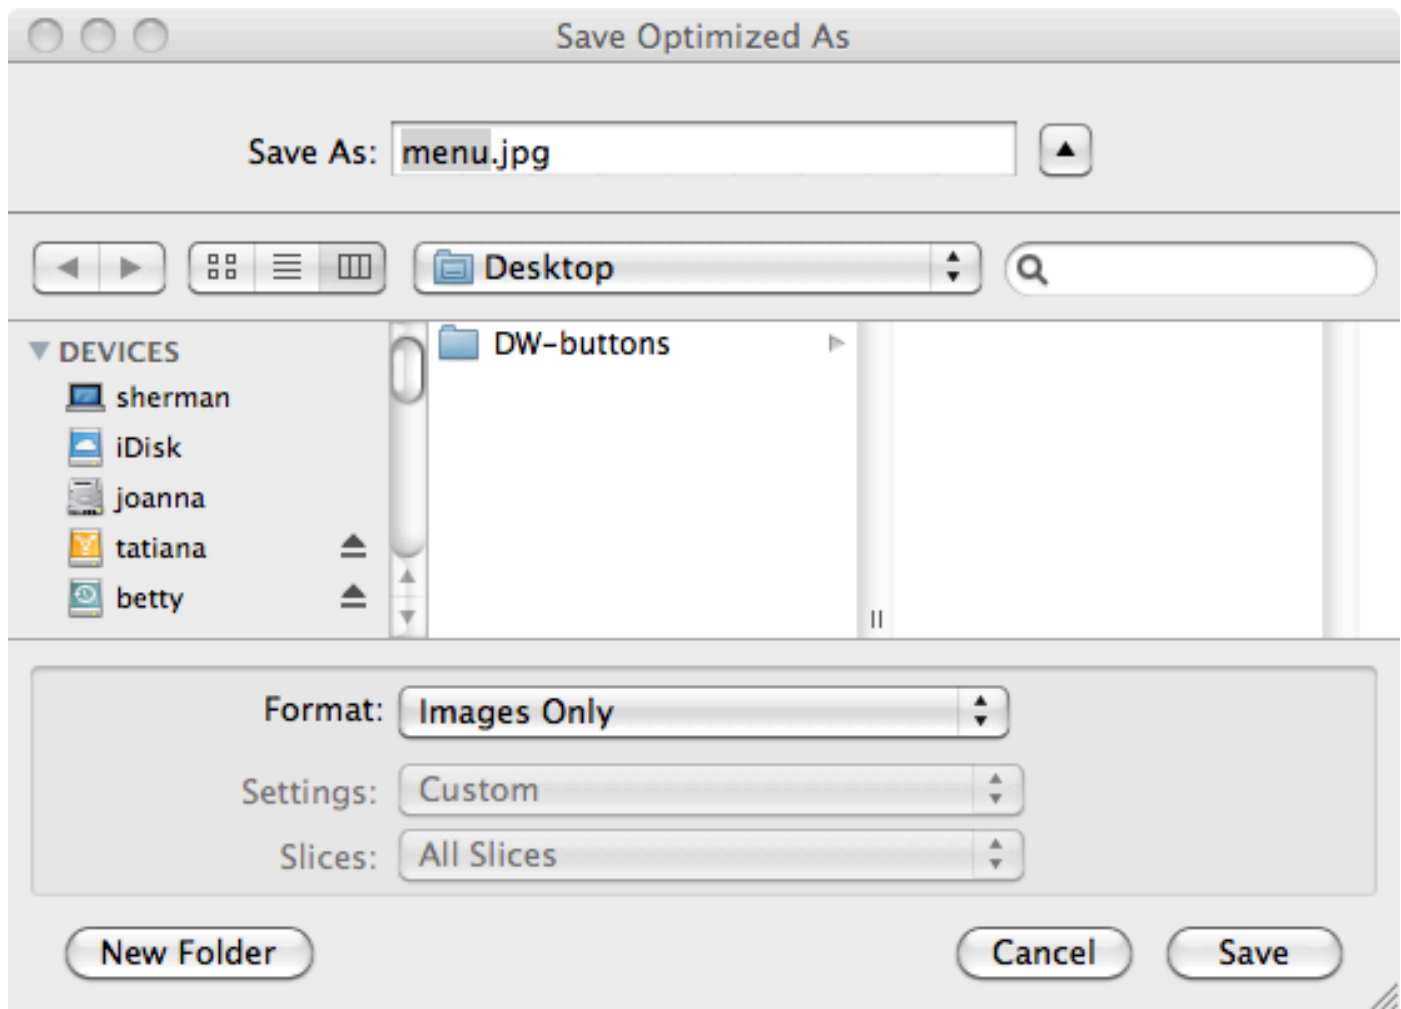 Save Optimized As
Save As: menu.jpg
Desktop
DEVICES
sherman
iDisk
joanna
tatiana
betty
DW-buttons
Format: Images Only
Settings: Custom
Slices: All Slices
New Folder Cancel Save